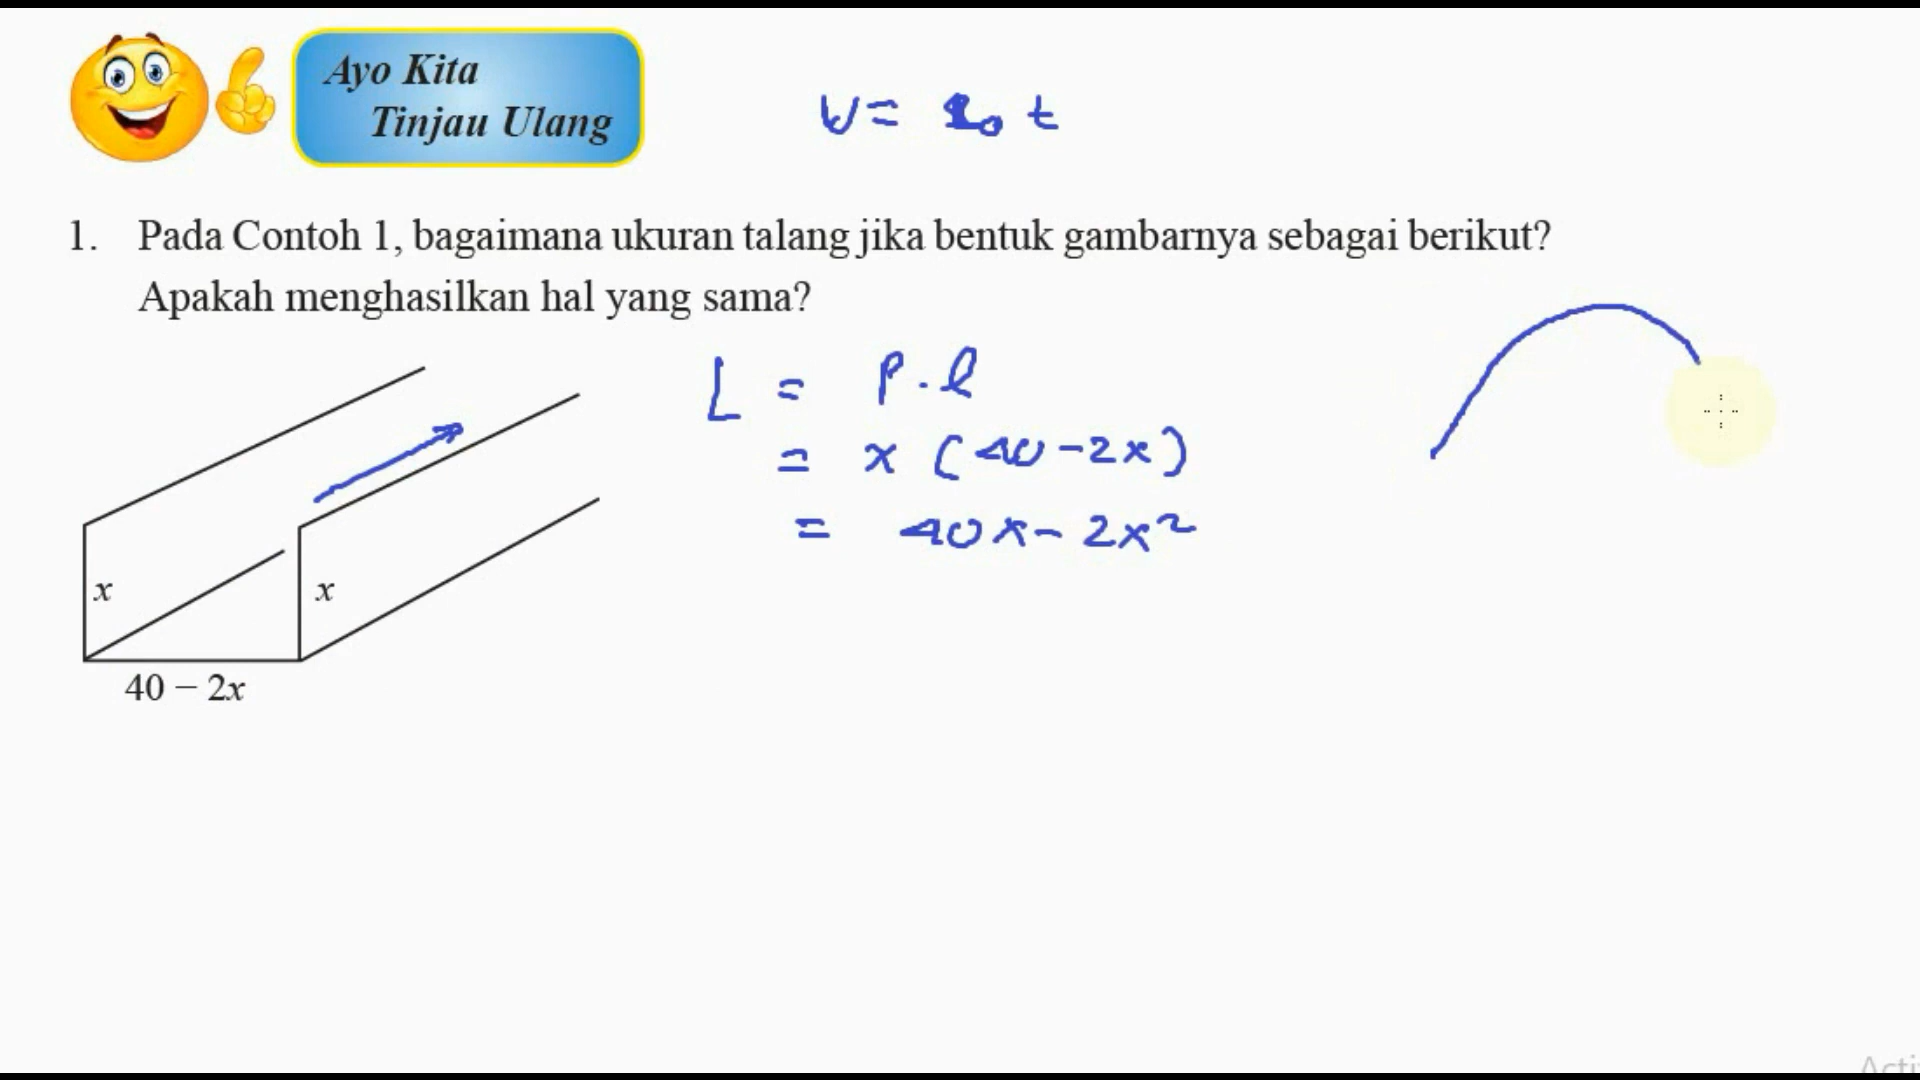 Ayo Kita
Tinjau Ulang
V = t
1. Pada Contoh 1, bagaimana ukuran talang jika bentuk gambarnya sebagai berikut?
Apakah menghasilkan hal yang sama?
L = p . l
= x (40 - 2x)
= 40x - 2x²
x
x
40 − 2x